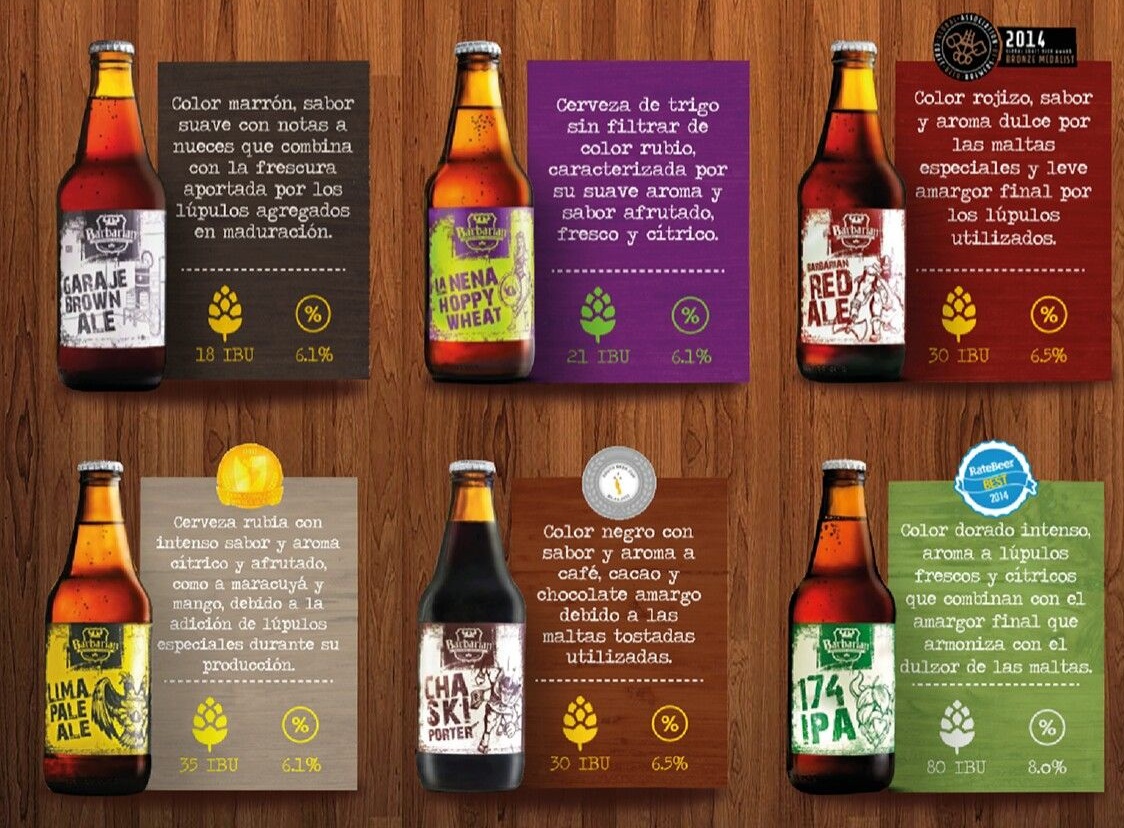 Color marrón, sabor
suave con notas a
nueces que combina
con la frescura
aportada por los
lúpulos agregados
en maduración.
18 IBU
%
6.1%
Barbarian
GARAJE
BROWN
ALE
Cerveza de trigo
sin filtrar de
color rubio,
caracterizada por
su suave aroma y
sabor afrutado,
fresco y cítrico.
21 IBU
%
6.1%
Barbarian
LA NENA
HOPPY
WHEAT
2014
GLOBAL CRAFT BEER AWARD
BRONZE MEDALIST
Color rojizo, sabor
y aroma dulce por
las maltas
especiales y leve
amargor final por
los lúpulos
utilizados.
30 IBU
%
6.5%
Barbarian
BARBARIAN
RED
ALE
Cerveza rubia con
intenso sabor y aroma
cítrico y afrutado,
como a maracuyá y
mango, debido a la
adición de lúpulos
especiales durante su
producción.
35 IBU
%
6.1%
Barbarian
LIMA
PALE
ALE
Color negro con
sabor y aroma a
café, cacao y
chocolate amargo
debido a las
maltas tostadas
utilizadas.
30 IBU
%
6.5%
Barbarian
CHA
SKI
PORTER
RateBeer
BEST
2014
Color dorado intenso,
aroma a lúpulos
frescos y cítricos
que combinan con el
amargor final que
armoniza con el
dulzor de las maltas.
80 IBU
%
8.0%
Barbarian
174
IPA